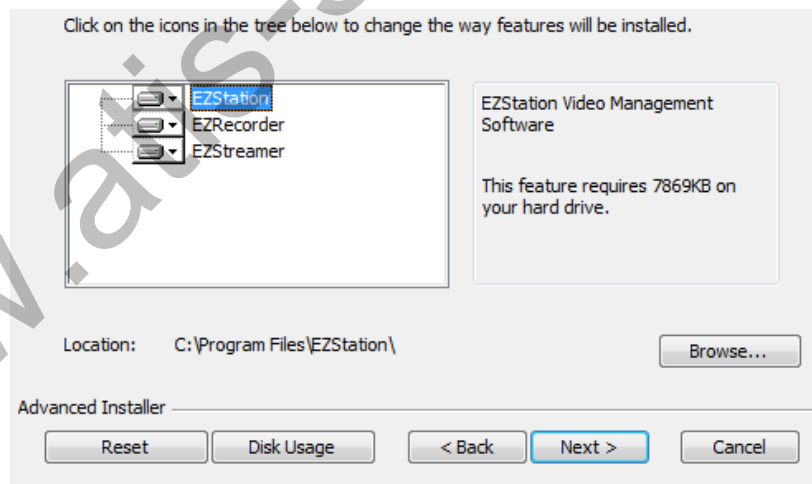 Click on the icons in the tree below to change the way features will be installed.
EZStation
EZRecorder
EZStreamer
EZStation Video Management
Software
This feature requires 7869KB on
your hard drive.
Location: C:\Program Files\EZStation\
Browse...
Advanced Installer
Reset Disk Usage < Back Next > Cancel